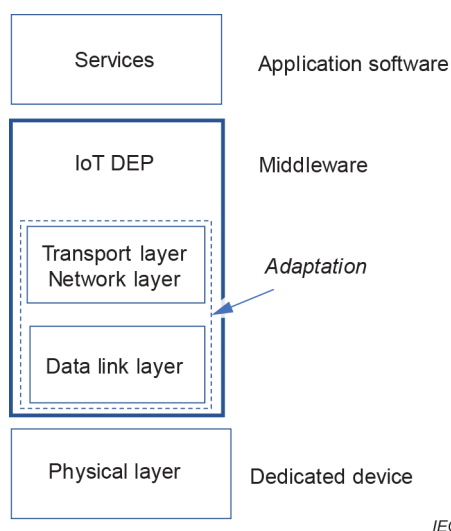 Services
Application software
IoT DEP
Middleware
Transport layer
Network layer
Adaptation
Data link layer
Physical layer
Dedicated device